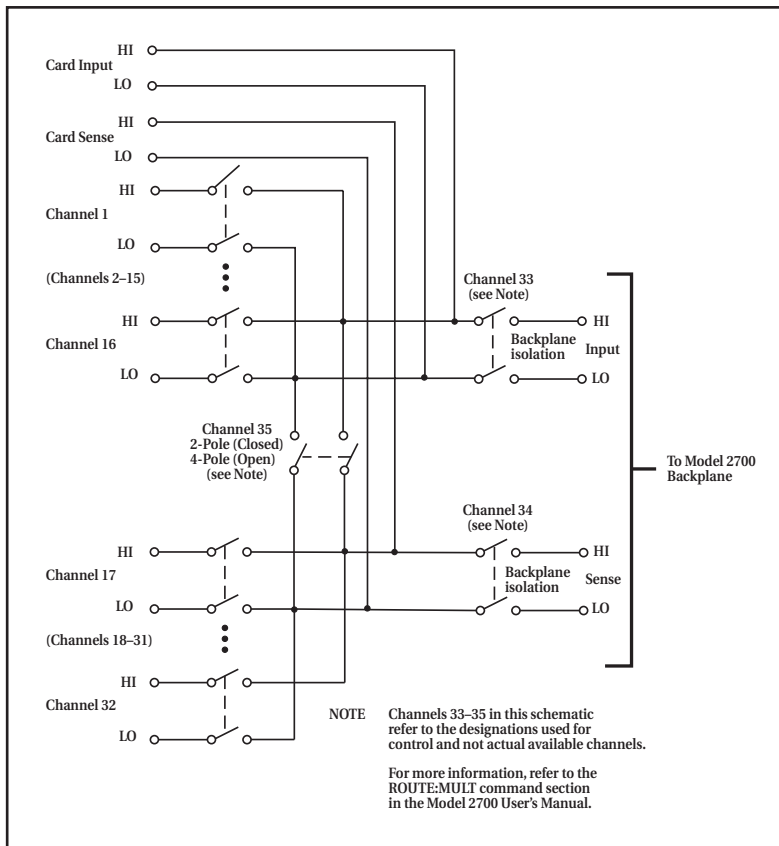 HI
Card Input
LO
HI
Card Sense
LO
HI
Channel 1
LO
(Channels 2–15)
HI
Channel 16
LO
Channel 33
(see Note)
HI
Backplane
isolation
Input
LO
Channel 35
2-Pole (Closed)
4-Pole (Open)
(see Note)
To Model 2700
Backplane
Channel 34
(see Note)
HI
Channel 17
LO
HI
Backplane
isolation
Sense
LO
(Channels 18–31)
HI
Channel 32
LO
NOTE Channels 33–35 in this schematic
refer to the designations used for
control and not actual available channels.
For more information, refer to the
ROUTE:MULT command section
in the Model 2700 User's Manual.